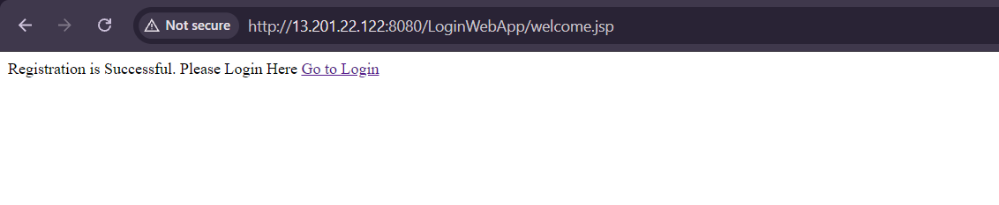 Not secure http://13.201.22.122:8080/LoginWebApp/welcome.jsp
Registration is Successful. Please Login Here Go to Login